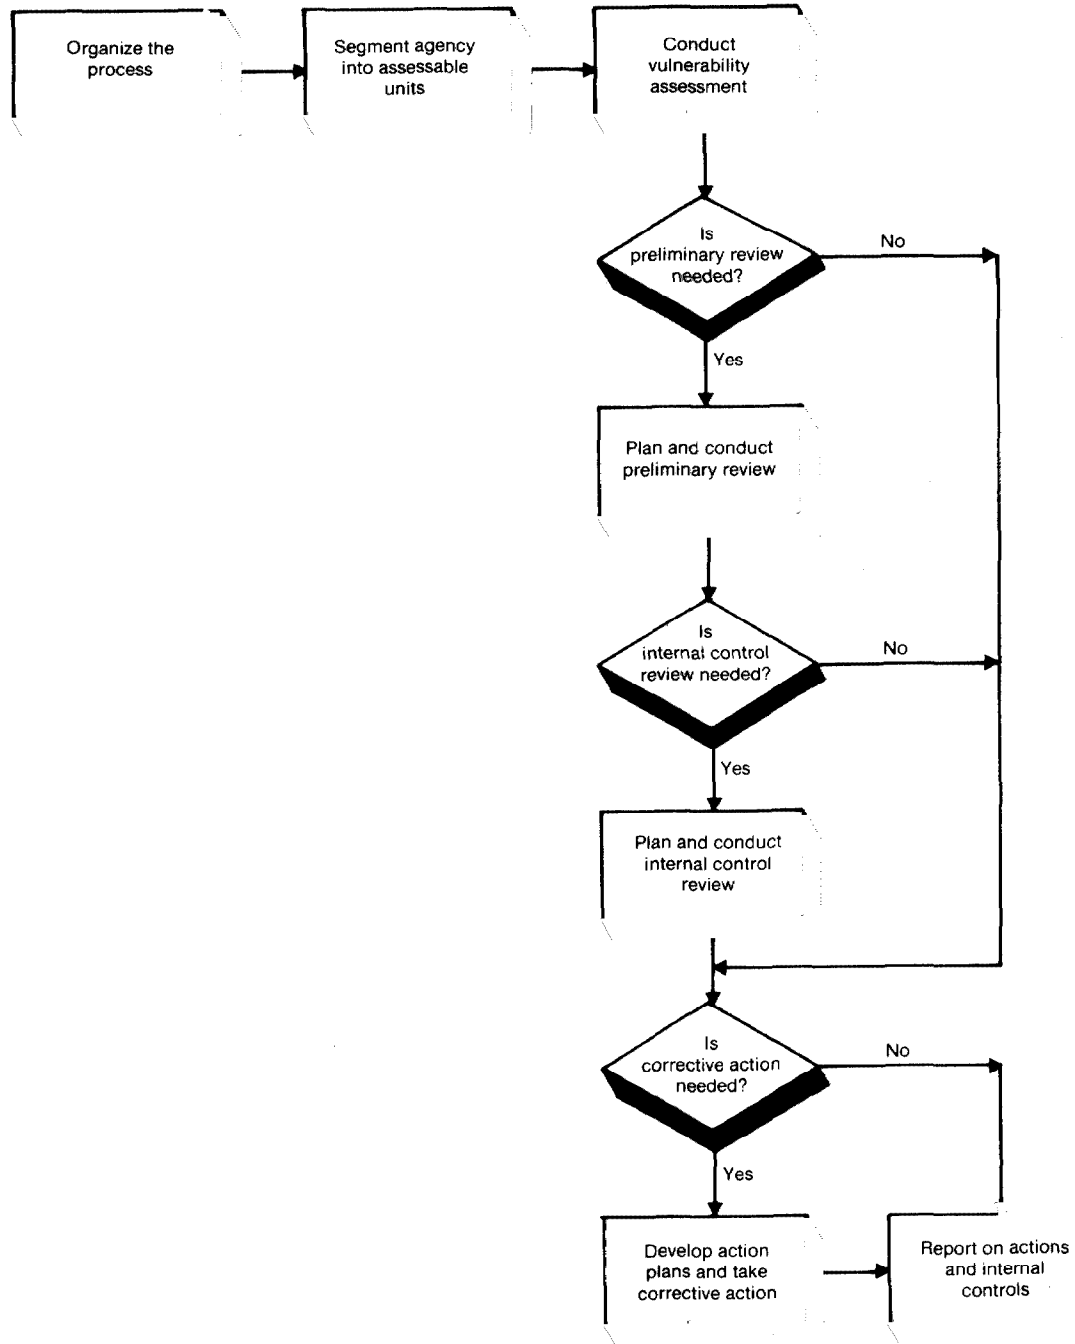 Organize the
process
Segment agency
into assessable
units
Conduct
vulnerability
assessment
Is
preliminary review
needed?
No
Yes
Plan and conduct
preliminary review
Is
internal control
review needed?
No
Yes
Plan and conduct
internal control
review
Is
corrective action
needed?
No
Yes
Develop action
plans and take
corrective action
Report on actions
and internal
controls